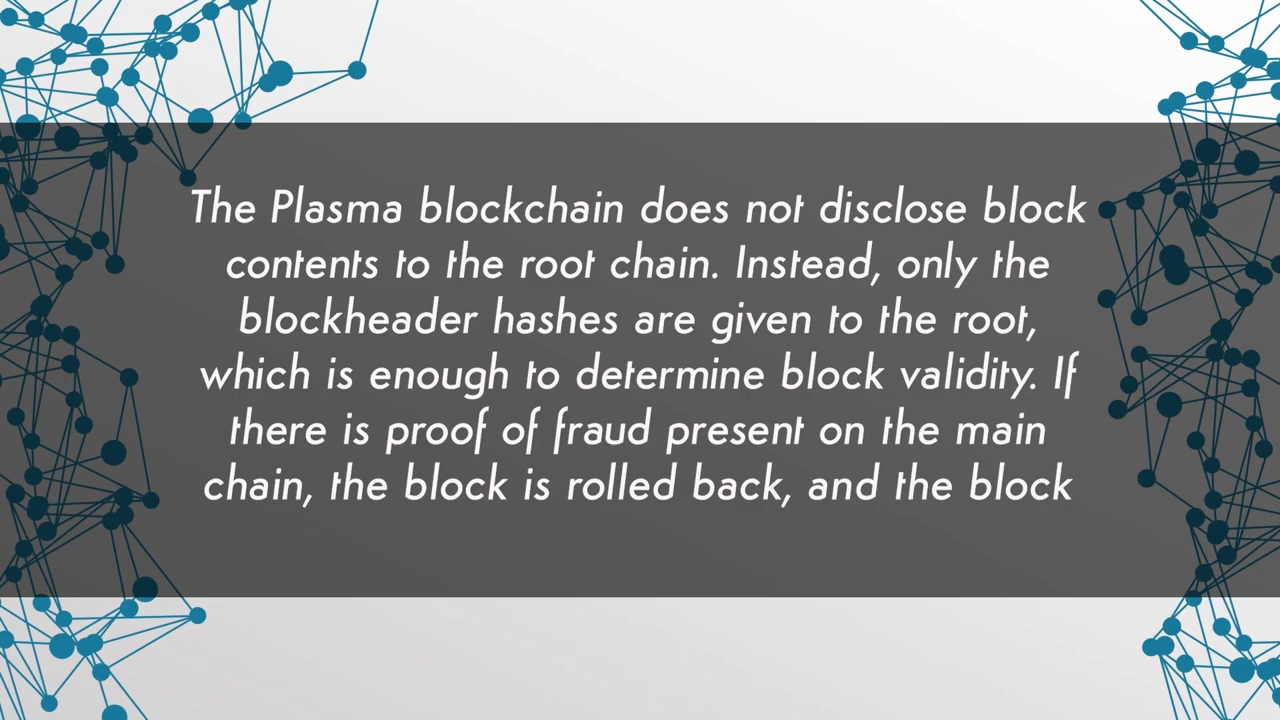 The Plasma blockchain does not disclose block
contents to the root chain. Instead, only the
blockheader hashes are given to the root,
which is enough to determine block validity. If
there is proof of fraud present on the main
chain, the block is rolled back, and the block